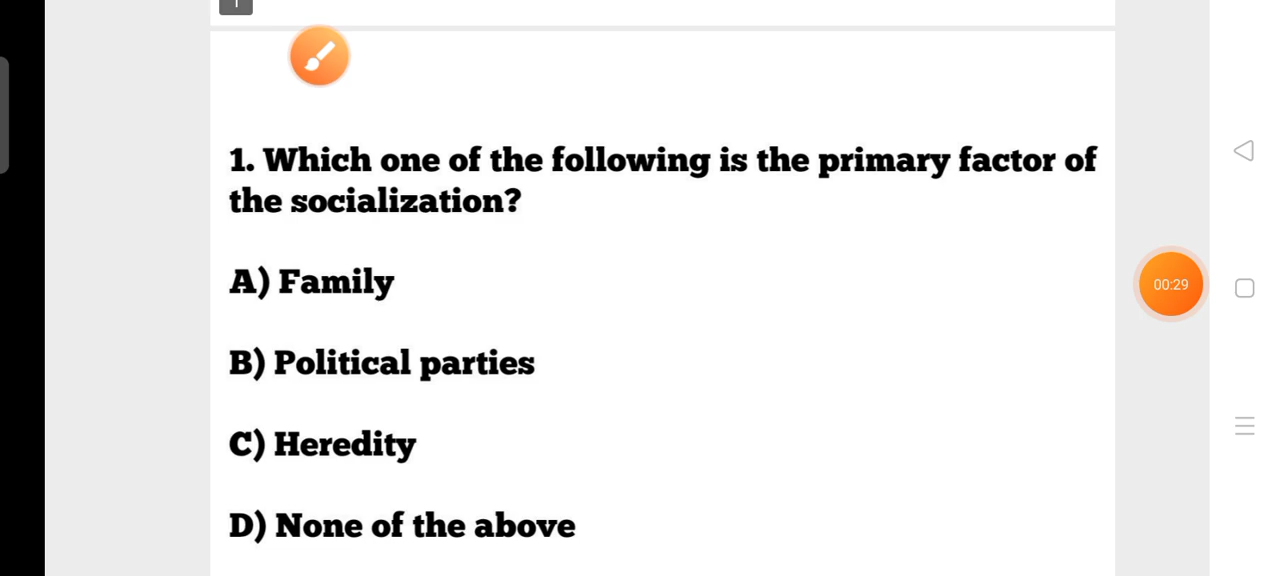 1. Which one of the following is the primary factor of
the socialization?
A) Family
00:29
B) Political parties
C) Heredity
D) None of the above